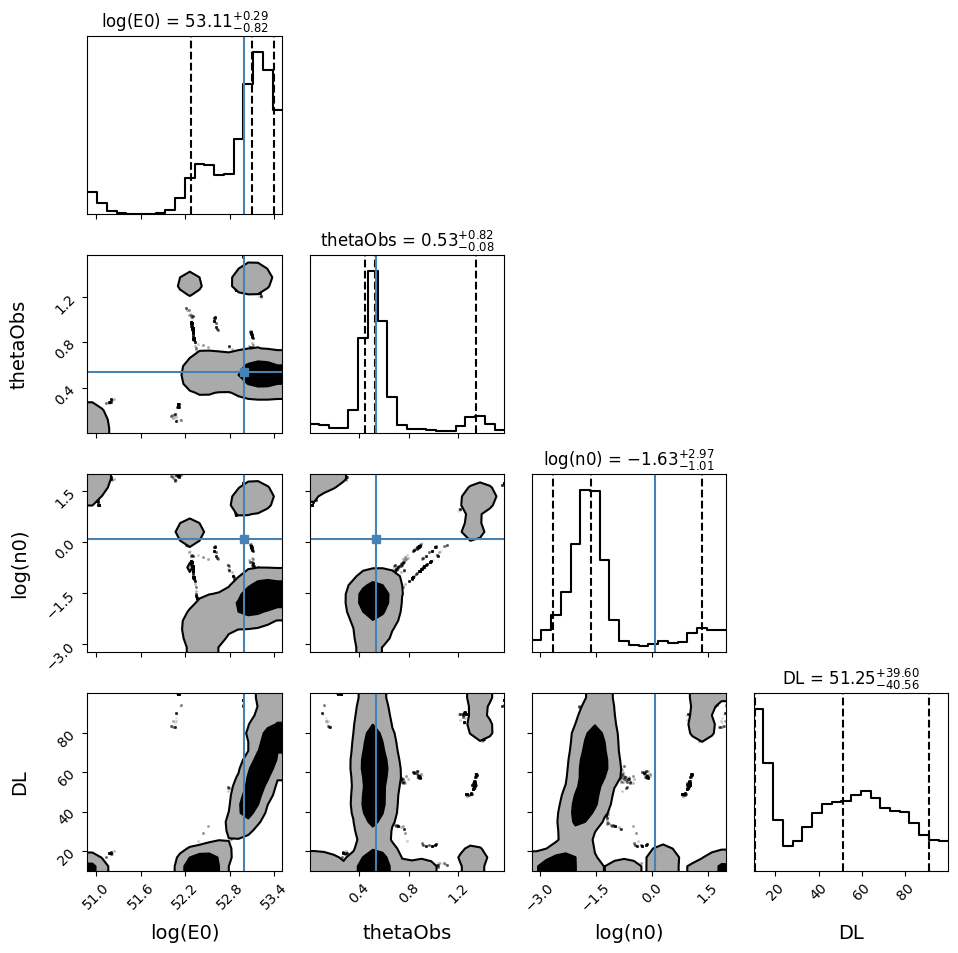 log(E0) = 53.11^{+0.29}_{−0.82}
thetaObs = 0.53^{+0.82}_{−0.08}
thetaObs
1.2
0.8
0.4
log(n0) = −1.63^{+2.97}_{−1.01}
log(n0)
1.5
0.0
−1.5
−3.0
DL = 51.25^{+39.60}_{−40.56}
DL
80
60
40
20
51.0 51.6 52.2 52.8 53.4
0.4 0.8 1.2
−3.0 −1.5 0.0 1.5
20 40 60 80
log(E0) thetaObs log(n0) DL